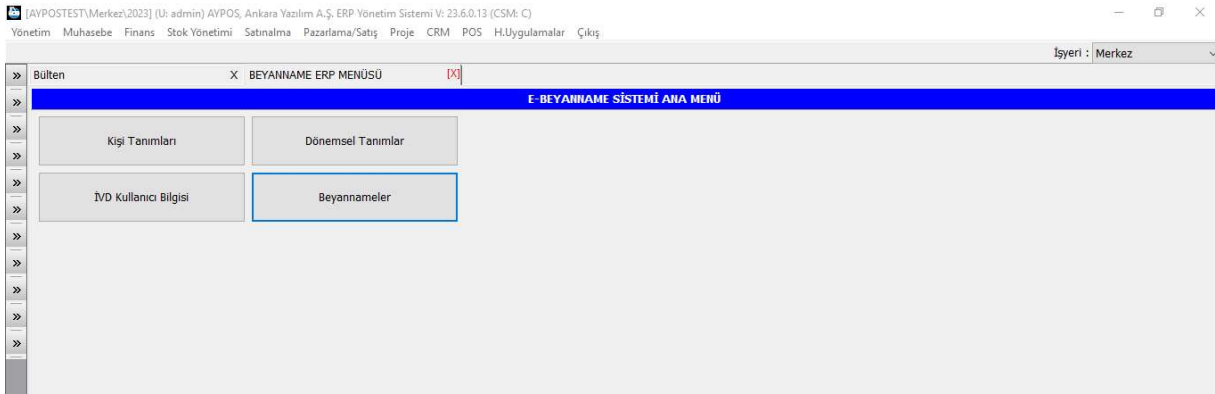 [AYPOSTEST\Merkez\2023] (U: admin) AYPOS, Ankara Yazılım A.Ş. ERP Yönetim Sistemi V: 23.6.0.13 (CSM: C)
Yönetim Muhasebe Finans Stok Yönetimi Satınalma Pazarlama/Satış Proje CRM POS H.Uygulamalar Çıkış
İşyeri : Merkez
» Bülten X BEYANNAME ERP MENÜSÜ [X]
» E-BEYANNAME SİSTEMİ ANA MENÜ
» Kişi Tanımları Dönemsel Tanımlar
»
» İVD Kullanıcı Bilgisi Beyannameler
»
»
»
»
»
»